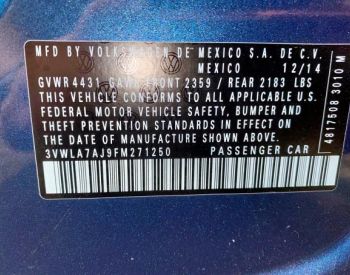 MFD BY VOLKSWAGEN DE MEXICO S.A. DE C.V.
MEXICO 12/14
GVWR 4431 GAWR FRONT 2359 / REAR 2183 LBS
THIS VEHICLE CONFORMS TO ALL APPLICABLE U.S.
FEDERAL MOTOR VEHICLE SAFETY, BUMPER AND
THEFT PREVENTION STANDARDS IN EFFECT ON
THE DATE OF MANUFACTURE SHOWN ABOVE.
3VWLA7AJ9FM271250 PASSENGER CAR
4817508 3010 M